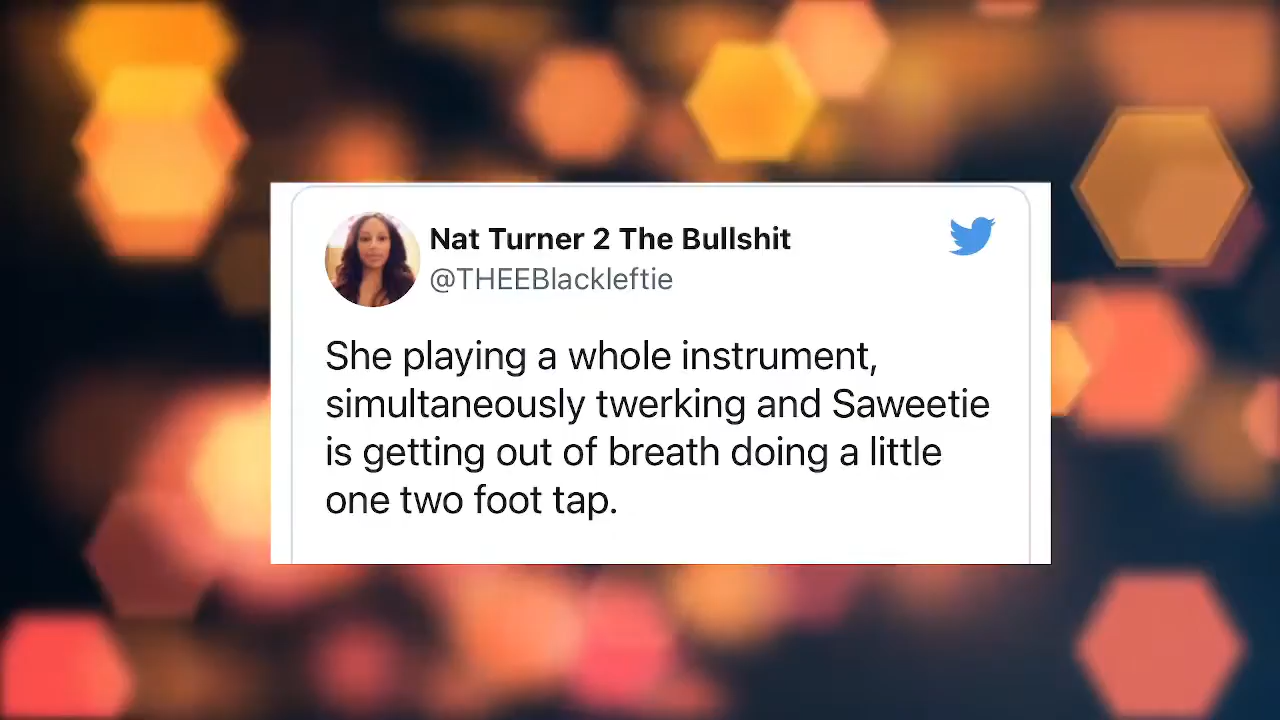 Nat Turner 2 The Bullshit
@THEEBlackleftie
She playing a whole instrument,
simultaneously twerking and Saweetie
is getting out of breath doing a little
one two foot tap.